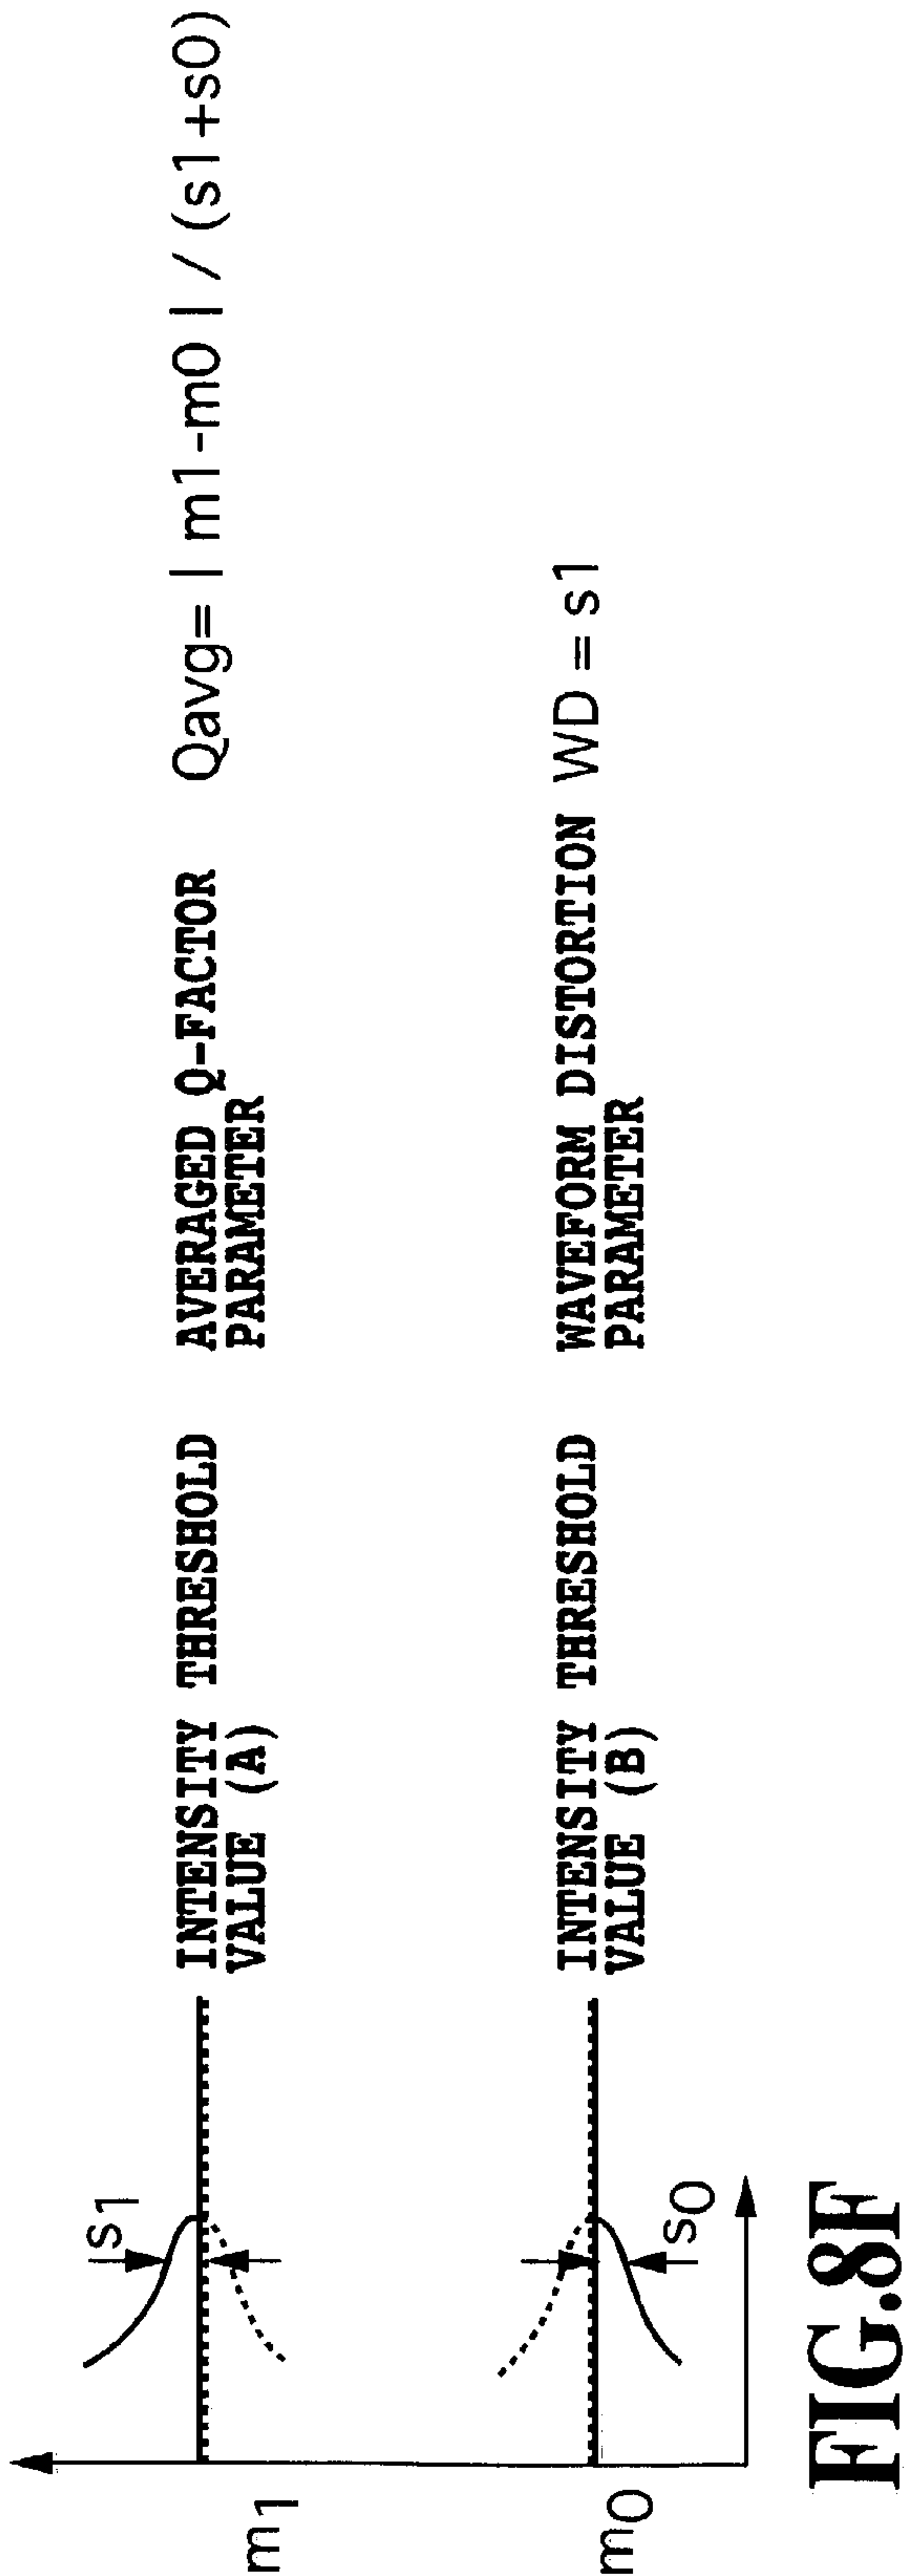 s1
m1
INTENSITY THRESHOLD
VALUE (A)
AVERAGED Q-FACTOR
PARAMETER
Qavg= | m1-m0 | / (s1+s0)
m0
s0
INTENSITY THRESHOLD
VALUE (B)
WAVEFORM DISTORTION
PARAMETER
WD = s1
FIG.8F